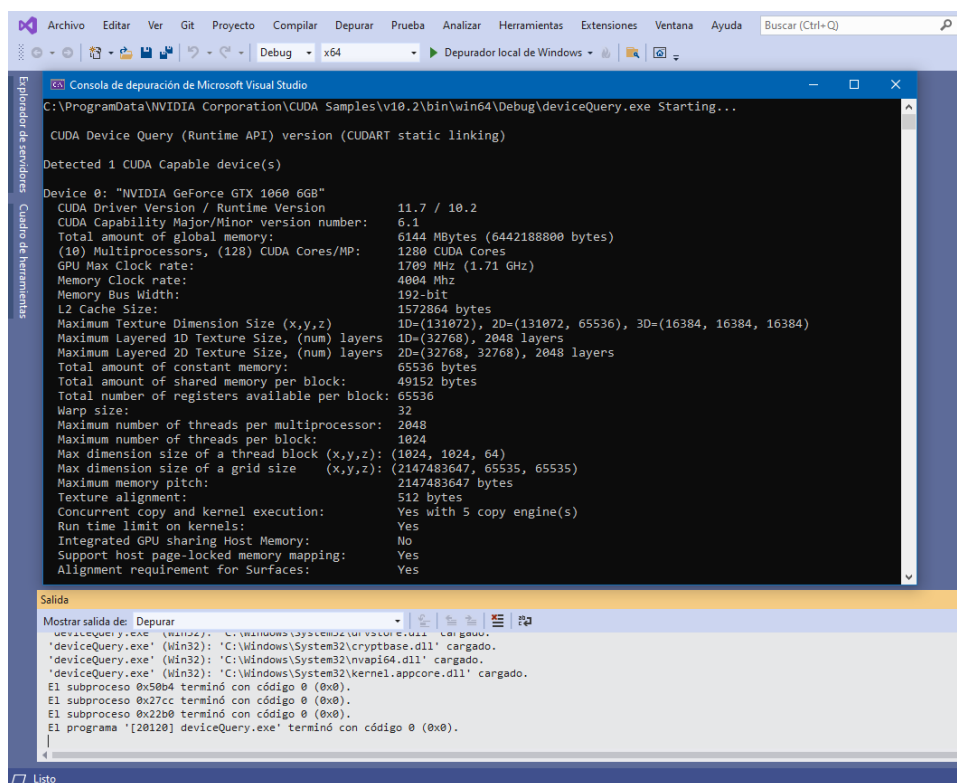 Archivo Editar Ver Git Proyecto Compilar Depurar Prueba Analizar Herramientas Extensiones Ventana Ayuda Buscar (Ctrl+Q)
Debug x64 Depurador local de Windows
Explorador de servidores
Cuadro de herramientas
Consola de depuración de Microsoft Visual Studio
C:\ProgramData\NVIDIA Corporation\CUDA Samples\v10.2\bin\win64\Debug\deviceQuery.exe Starting...
CUDA Device Query (Runtime API) version (CUDART static linking)
Detected 1 CUDA Capable device(s)
Device 0: "NVIDIA GeForce GTX 1060 6GB"
CUDA Driver Version / Runtime Version 11.7 / 10.2
CUDA Capability Major/Minor version number: 6.1
Total amount of global memory: 6144 MBytes (6442188800 bytes)
(10) Multiprocessors, (128) CUDA Cores/MP: 1280 CUDA Cores
GPU Max Clock rate: 1709 MHz (1.71 GHz)
Memory Clock rate: 4004 Mhz
Memory Bus Width: 192-bit
L2 Cache Size: 1572864 bytes
Maximum Texture Dimension Size (x,y,z) 1D=(131072), 2D=(131072, 65536), 3D=(16384, 16384, 16384)
Maximum Layered 1D Texture Size, (num) layers 1D=(32768), 2048 layers
Maximum Layered 2D Texture Size, (num) layers 2D=(32768, 32768), 2048 layers
Total amount of constant memory: 65536 bytes
Total amount of shared memory per block: 49152 bytes
Total number of registers available per block: 65536
Warp size: 32
Maximum number of threads per multiprocessor: 2048
Maximum number of threads per block: 1024
Max dimension size of a thread block (x,y,z): (1024, 1024, 64)
Max dimension size of a grid size (x,y,z): (2147483647, 65535, 65535)
Maximum memory pitch: 2147483647 bytes
Texture alignment: 512 bytes
Concurrent copy and kernel execution: Yes with 5 copy engine(s)
Run time limit on kernels: Yes
Integrated GPU sharing Host Memory: No
Support host page-locked memory mapping: Yes
Alignment requirement for Surfaces: Yes
Salida
Mostrar salida de: Depurar
'deviceQuery.exe' (Win32): 'C:\Windows\System32\drvstore.dll' cargado.
'deviceQuery.exe' (Win32): 'C:\Windows\System32\cryptbase.dll' cargado.
'deviceQuery.exe' (Win32): 'C:\Windows\System32\nvapi64.dll' cargado.
'deviceQuery.exe' (Win32): 'C:\Windows\System32\kernel.appcore.dll' cargado.
El subproceso 0x50b4 terminó con código 0 (0x0).
El subproceso 0x27cc terminó con código 0 (0x0).
El subproceso 0x22b0 terminó con código 0 (0x0).
El programa '[20120] deviceQuery.exe' terminó con código 0 (0x0).
Listo